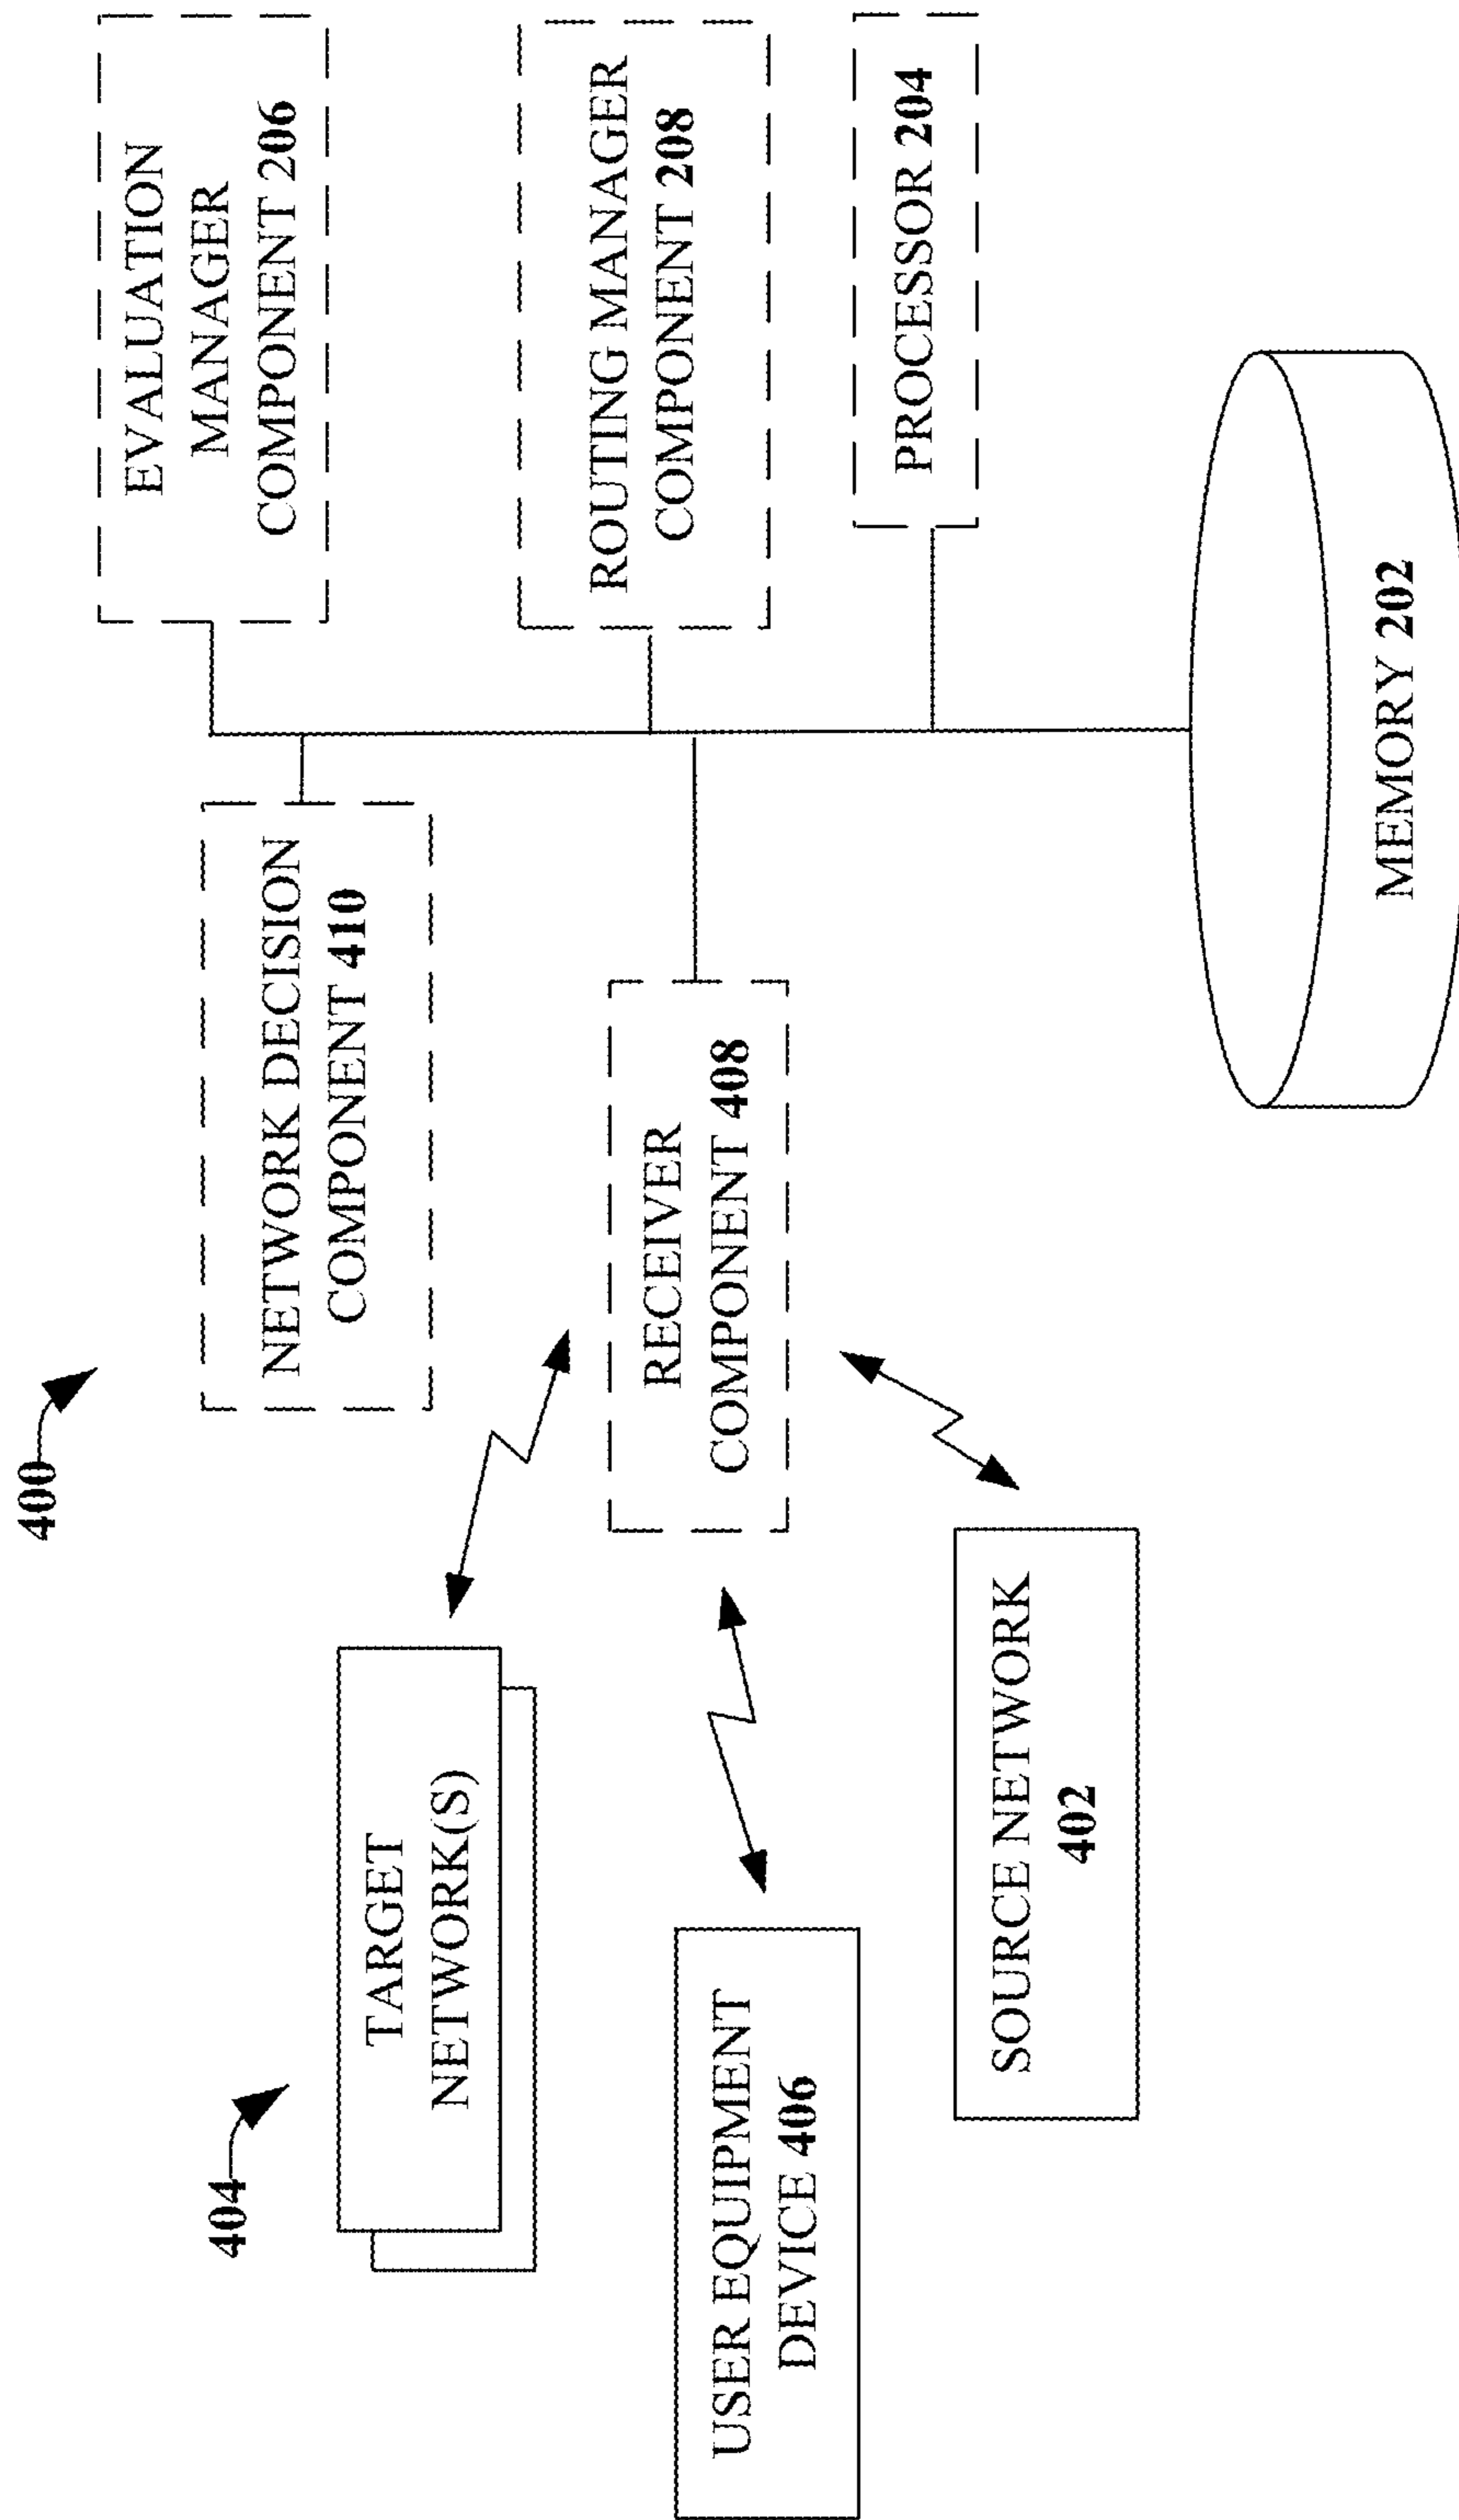 400
404
TARGET
NETWORK(S)
USER EQUIPMENT
DEVICE 406
SOURCE NETWORK
402
NETWORK DECISION
COMPONENT 410
RECEIVER
COMPONENT 408
EVALUATION
MANAGER
COMPONENT 206
ROUTING MANAGER
COMPONENT 208
PROCESSOR 204
MEMORY 202